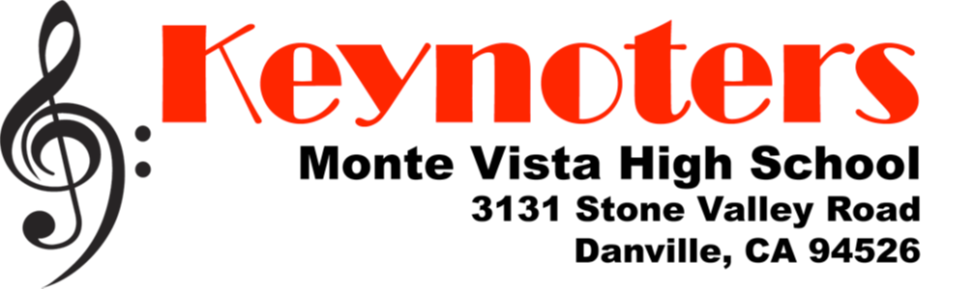 Keynoters
Monte Vista High School
3131 Stone Valley Road
Danville, CA 94526